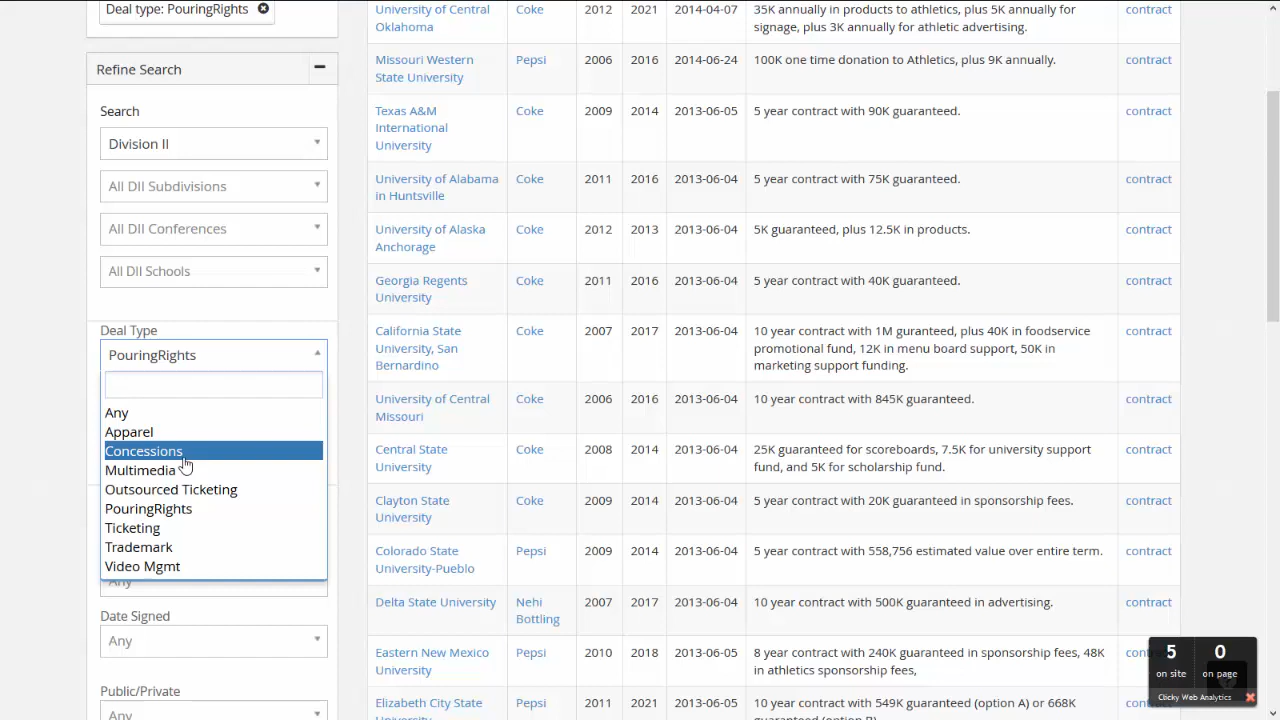 Deal type: PouringRights
Refine Search
Search
Division II
All DII Subdivisions
All DII Conferences
All DII Schools
Deal Type
PouringRights
Any
Apparel
Concessions
Multimedia
Outsourced Ticketing
PouringRights
Ticketing
Trademark
Video Mgmt
Any
Date Signed
Any
Public/Private
Any
University of Central Coke 2012 2021 2014-04-07 35K annually in products to athletics, plus 5K annually for contract
Oklahoma signage, plus 3K annually for athletic advertising.
Missouri Western Pepsi 2006 2016 2014-06-24 100K one time donation to Athletics, plus 9K annually. contract
State University
Texas A&M Coke 2009 2014 2013-06-05 5 year contract with 90K guaranteed. contract
International
University
University of Alabama Coke 2011 2016 2013-06-04 5 year contract with 75K guaranteed. contract
in Huntsville
University of Alaska Coke 2012 2013 2013-06-04 5K guaranteed, plus 12.5K in products. contract
Anchorage
Georgia Regents Coke 2011 2016 2013-06-04 5 year contract with 40K guaranteed. contract
University
California State Coke 2007 2017 2013-06-04 10 year contract with 1M guranteed, plus 40K in foodservice contract
University, San promotional fund, 12K in menu board support, 50K in
Bernardino marketing support funding.
University of Central Coke 2006 2016 2013-06-04 10 year contract with 845K guaranteed. contract
Missouri
Central State Coke 2008 2014 2013-06-04 25K guaranteed for scoreboards, 7.5K for university support contract
University fund, and 5K for scholarship fund.
Clayton State Coke 2009 2014 2013-06-04 5 year contract with 20K guaranteed in sponsorship fees. contract
University
Colorado State Pepsi 2009 2014 2013-06-04 5 year contract with 558,756 estimated value over entire term. contract
University-Pueblo
Delta State University Nehi 2007 2017 2013-06-04 10 year contract with 500K guaranteed in advertising. contract
Bottling
Eastern New Mexico Pepsi 2010 2018 2013-06-05 8 year contract with 240K guaranteed in sponsorship fees, 48K
University in athletics sponsorship fees,
Elizabeth City State Pepsi 2011 2021 2013-06-05 10 year contract with 549K guaranteed (option A) or 668K
5 0
on site on page
Clicky Web Analytics